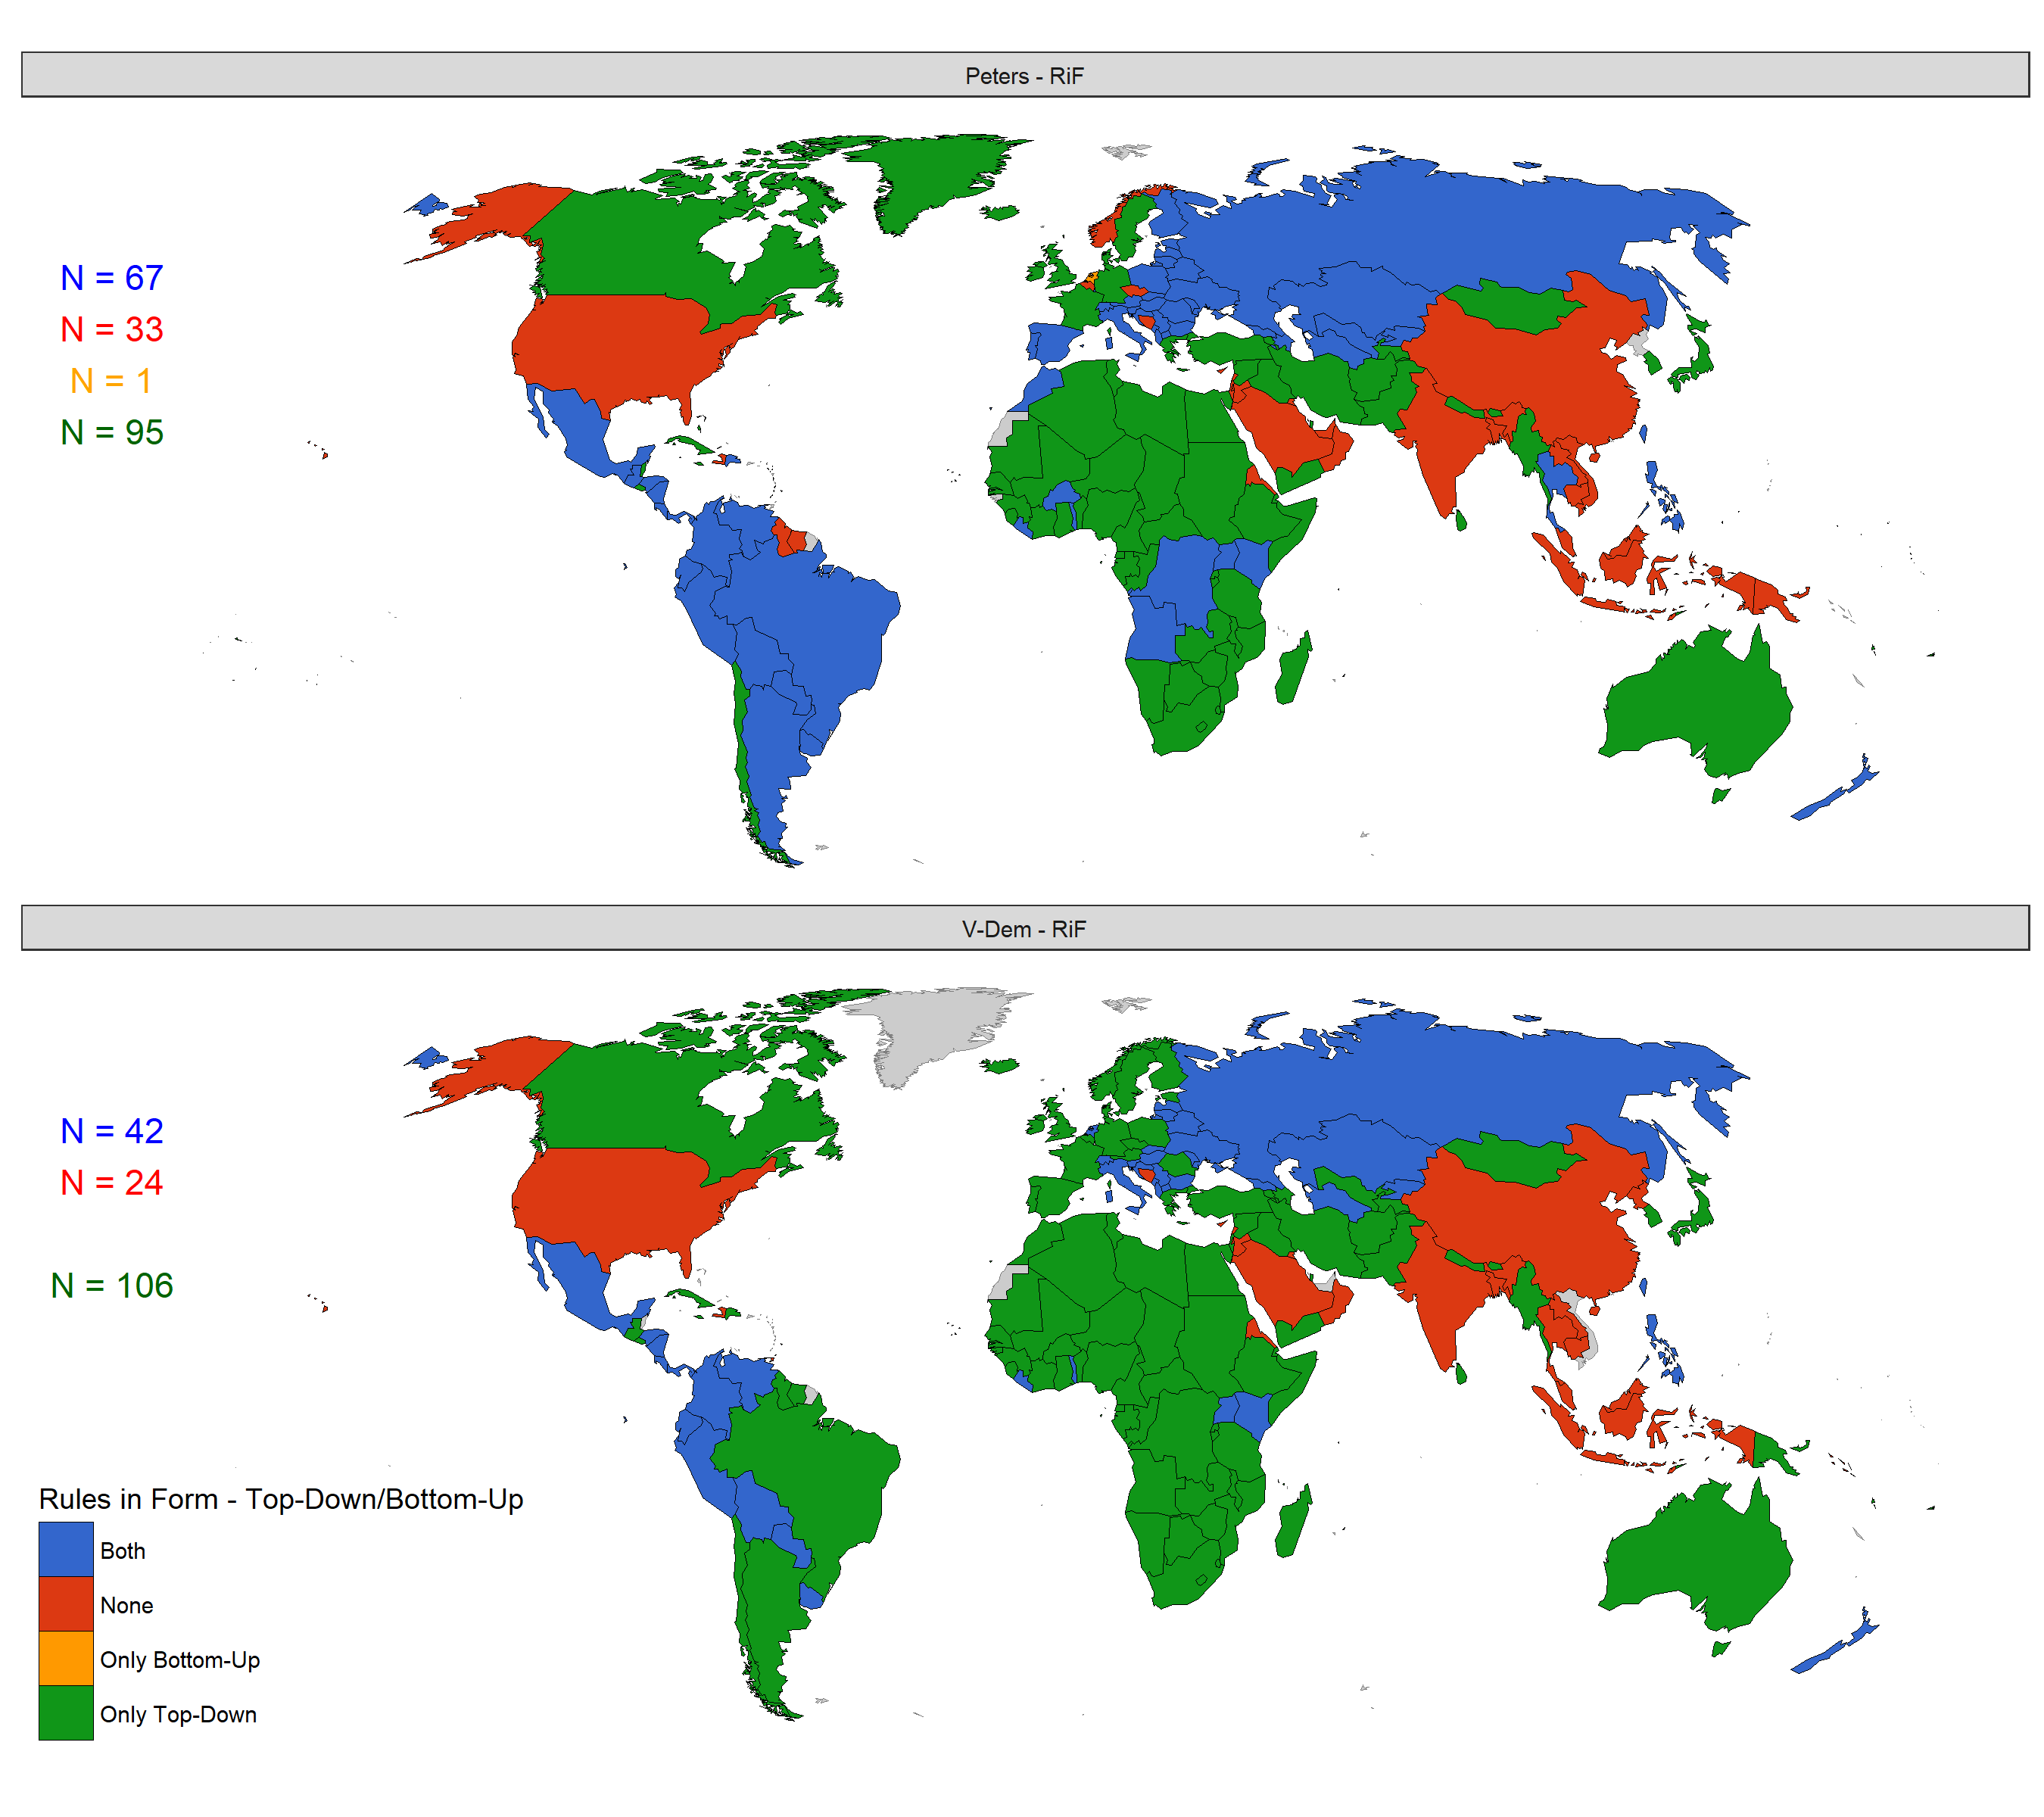 Peters - RiF
N = 67
N = 33
N = 1
N = 95
V-Dem - RiF
N = 42
N = 24
N = 106
Rules in Form - Top-Down/Bottom-Up
Both
None
Only Bottom-Up
Only Top-Down